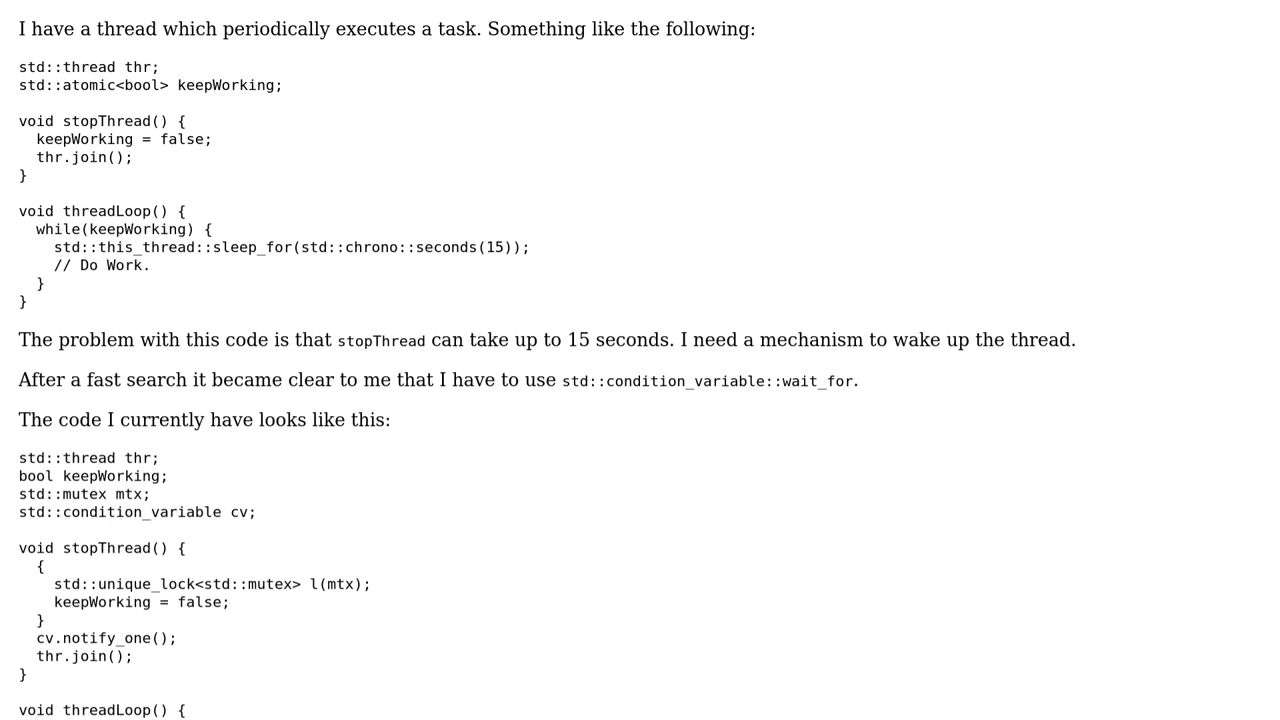 I have a thread which periodically executes a task. Something like the following:
std::thread thr;
std::atomic<bool> keepWorking;

void stopThread() {
  keepWorking = false;
  thr.join();
}

void threadLoop() {
  while(keepWorking) {
    std::this_thread::sleep_for(std::chrono::seconds(15));
    // Do Work.
  }
}
The problem with this code is that stopThread can take up to 15 seconds. I need a mechanism to wake up the thread.
After a fast search it became clear to me that I have to use std::condition_variable::wait_for.
The code I currently have looks like this:
std::thread thr;
bool keepWorking;
std::mutex mtx;
std::condition_variable cv;

void stopThread() {
  {
    std::unique_lock<std::mutex> l(mtx);
    keepWorking = false;
  }
  cv.notify_one();
  thr.join();
}

void threadLoop() {